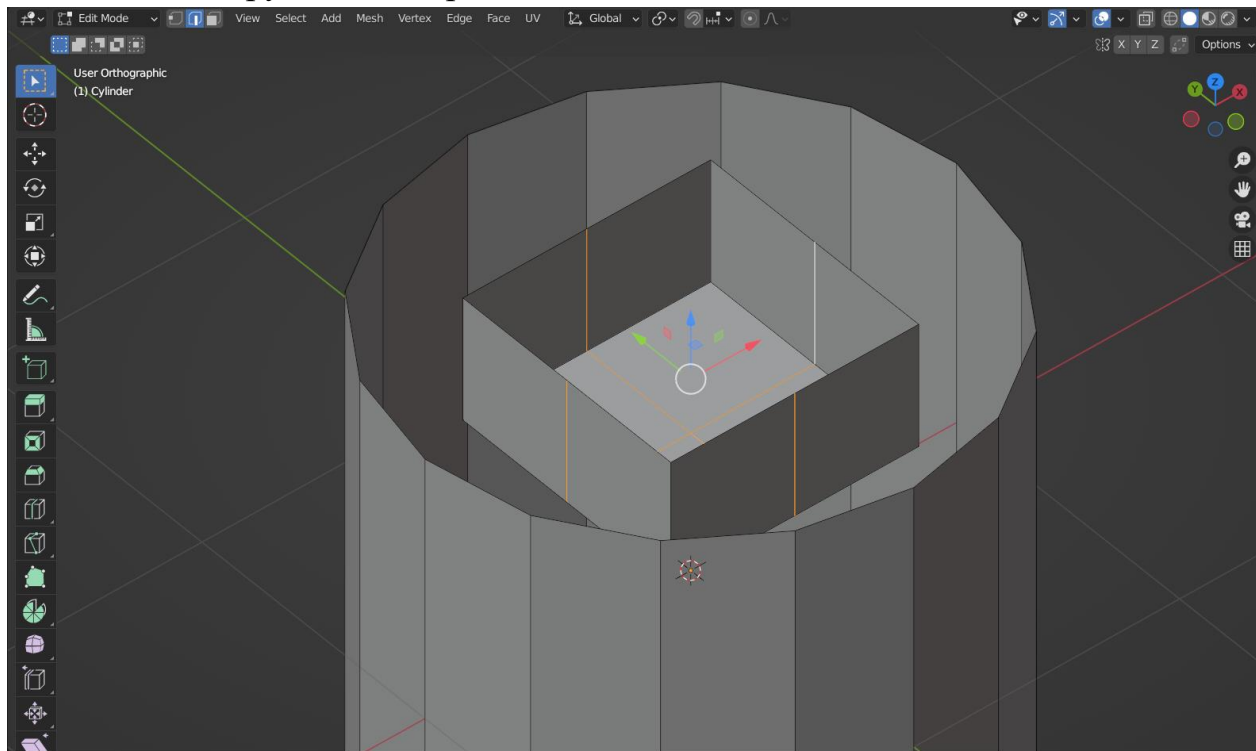 Edit Mode View Select Add Mesh Vertex Edge Face UV Global
X Y Z Options
User Orthographic
(1) Cylinder
Z
Y
X